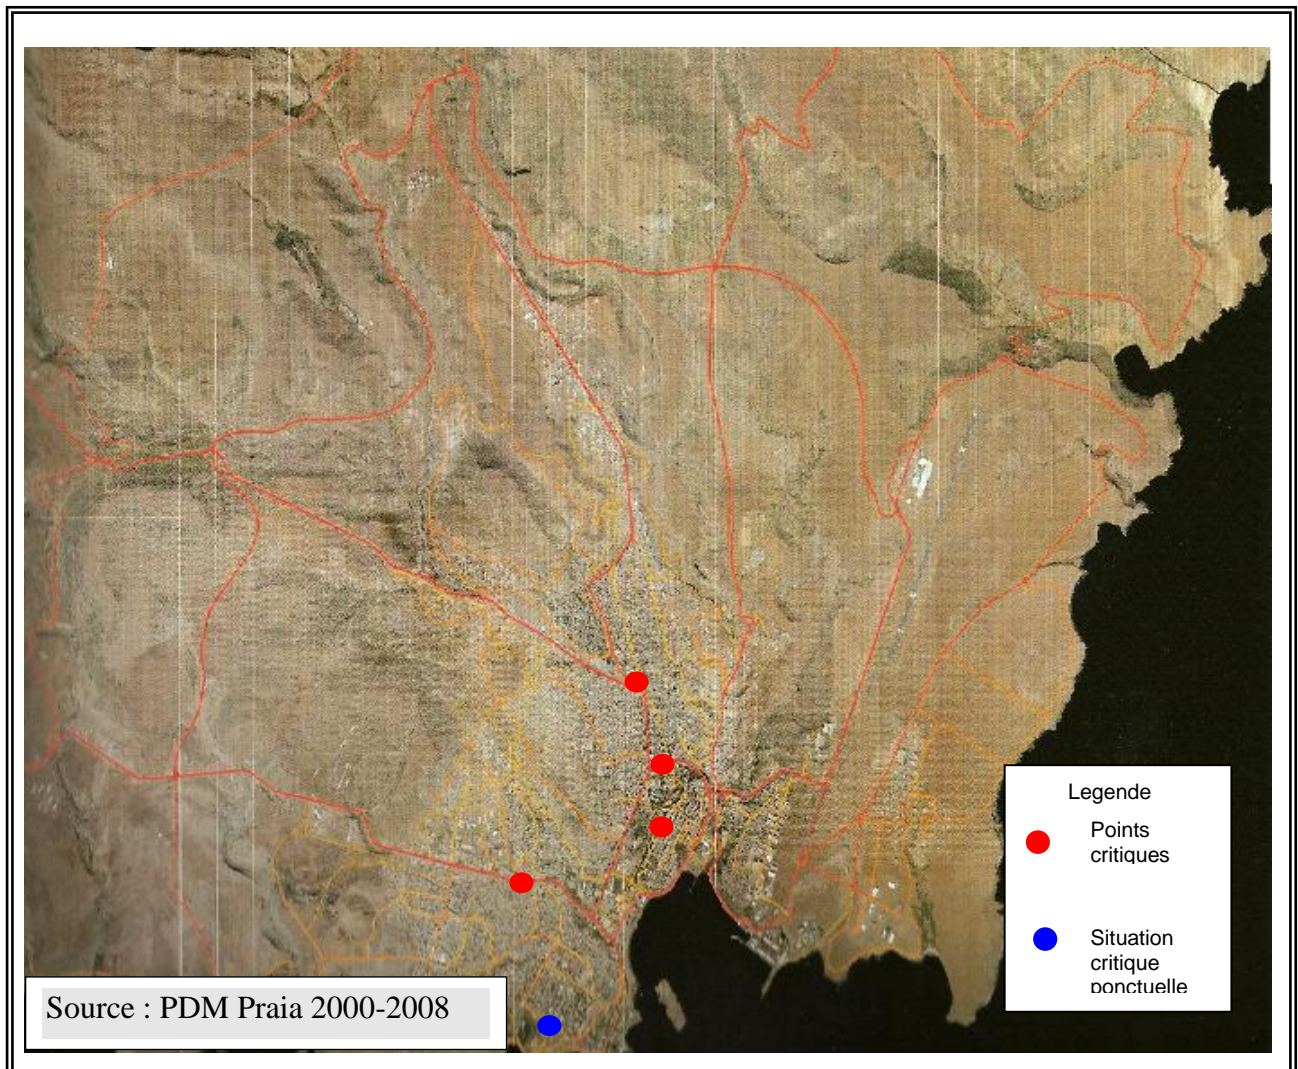 Legende
Points
critiques
Situation
critique
ponctuelle
Source : PDM Praia 2000-2008